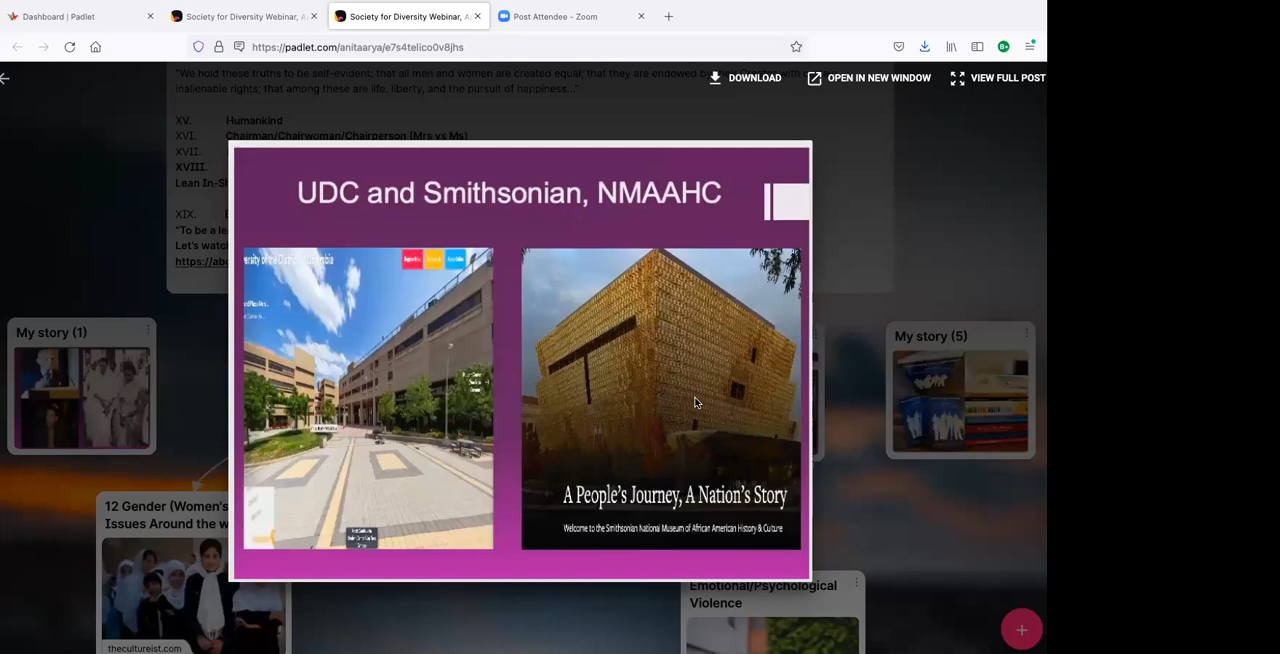 Dashboard | Padlet
Society for Diversity Webinar, A
Society for Diversity Webinar, A
Post Attendee - Zoom
https://padlet.com/anitaarya/e7s4telico0v8jhs
DOWNLOAD
OPEN IN NEW WINDOW
VIEW FULL POST
"We hold these truths to be self-evident: that all men and women are created equal; that they are endowed
inalienable rights; that among these are life, liberty, and the pursuit of happiness..."
XV. Humankind
XVI. Chairman/Chairwoman/Chairperson (Mrs vs Ms)
XVII.
XVIII.
Lean In-Sh
XIX.
"To be a le
Let's watc
https://abo
UDC and Smithsonian, NMAAHC
A People's Journey, A Nation's Story
Welcome to the Smithsonian National Museum of African American History & Culture
My story (1)
My story (5)
12 Gender (Women's
Issues Around the w
thecultureist.com
Emotional/Psychological
Violence